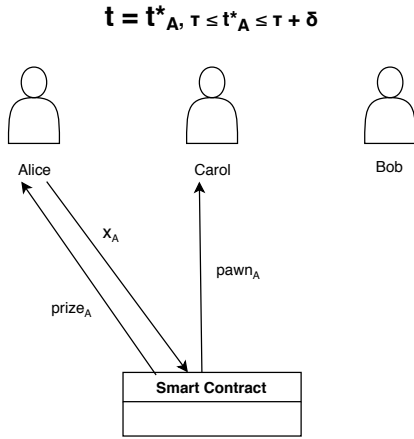 t = t*A, τ ≤ t*A ≤ τ + δ
Alice
Carol
Bob
xA
pawnA
prizeA
Smart Contract